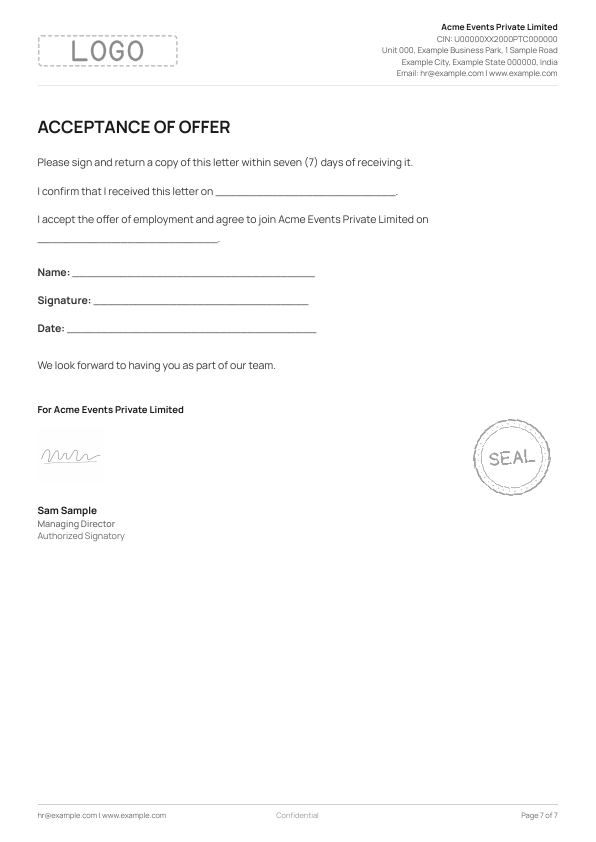 LOGO
Acme Events Private Limited
CIN: U00000XX2000PTC000000
Unit 000, Example Business Park, 1 Sample Road
Example City, Example State 000000, India
Email: hr@example.com | www.example.com
ACCEPTANCE OF OFFER
Please sign and return a copy of this letter within seven (7) days of receiving it.
I confirm that I received this letter on ______________________________.
I accept the offer of employment and agree to join Acme Events Private Limited on
______________________________.
Name: ________________________________________
Signature: ____________________________________
Date: _________________________________________
We look forward to having you as part of our team.
For Acme Events Private Limited
SEAL
Sam Sample
Managing Director
Authorized Signatory
hr@example.com | www.example.com
Confidential
Page 7 of 7